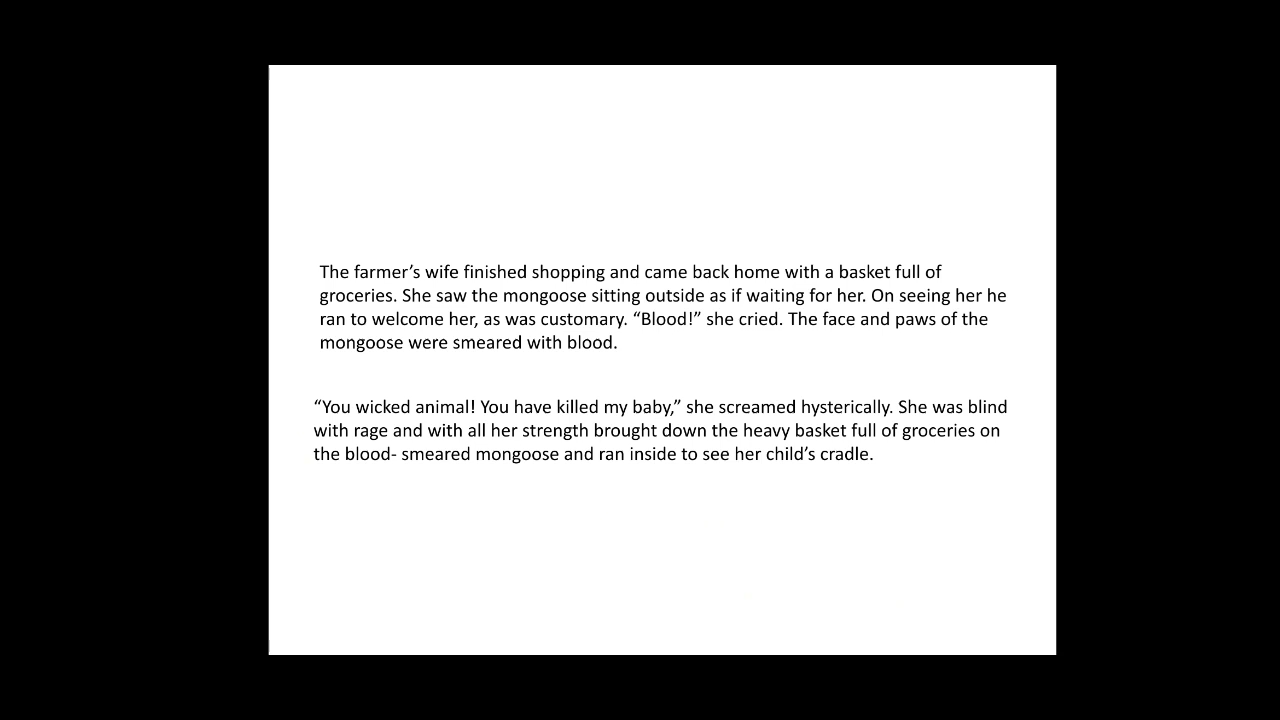 The farmer’s wife finished shopping and came back home with a basket full of
groceries. She saw the mongoose sitting outside as if waiting for her. On seeing her he
ran to welcome her, as was customary. “Blood!” she cried. The face and paws of the
mongoose were smeared with blood.
“You wicked animal! You have killed my baby,” she screamed hysterically. She was blind
with rage and with all her strength brought down the heavy basket full of groceries on
the blood- smeared mongoose and ran inside to see her child’s cradle.